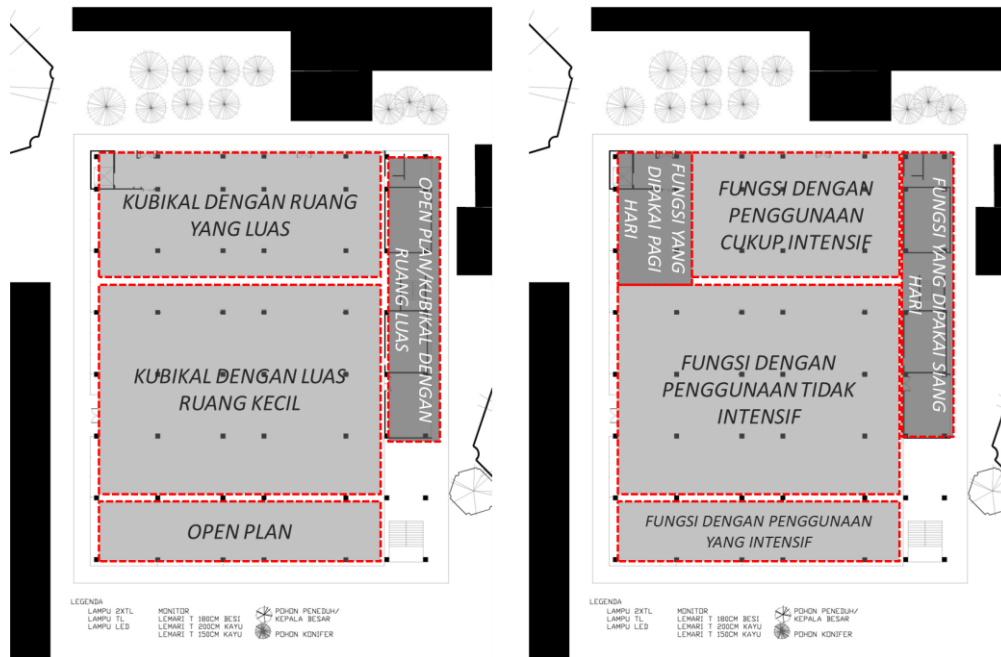 KUBIKAL DENGAN RUANG
YANG LUAS
OPEN PLAN/KUBIKAL DENGAN
RUANG LUAS
KUBIKAL DENGAN LUAS
RUANG KECIL
OPEN PLAN
LEGENDA
LAMPU 2XTL
LAMPU TL
LAMPU LED
MONITOR
LEMARI T 180CM BESI
LEMARI T 200CM KAYU
LEMARI T 150CM KAYU
POHON PENEDUH/
KEPALA BESAR
POHON KONIFER
FUNGSI YANG
DIPAKAI PAGI
HARI
FUNGSI DENGAN
PENGGUNAAN
CUKUP INTENSIF
FUNGSI YANG DIPAKAI SIANG
HARI
FUNGSI DENGAN
PENGGUNAAN TIDAK
INTENSIF
FUNGSI DENGAN PENGGUNAAN
YANG INTENSIF
LEGENDA
LAMPU 2XTL
LAMPU TL
LAMPU LED
MONITOR
LEMARI T 180CM BESI
LEMARI T 200CM KAYU
LEMARI T 150CM KAYU
POHON PENEDUH/
KEPALA BESAR
POHON KONIFER